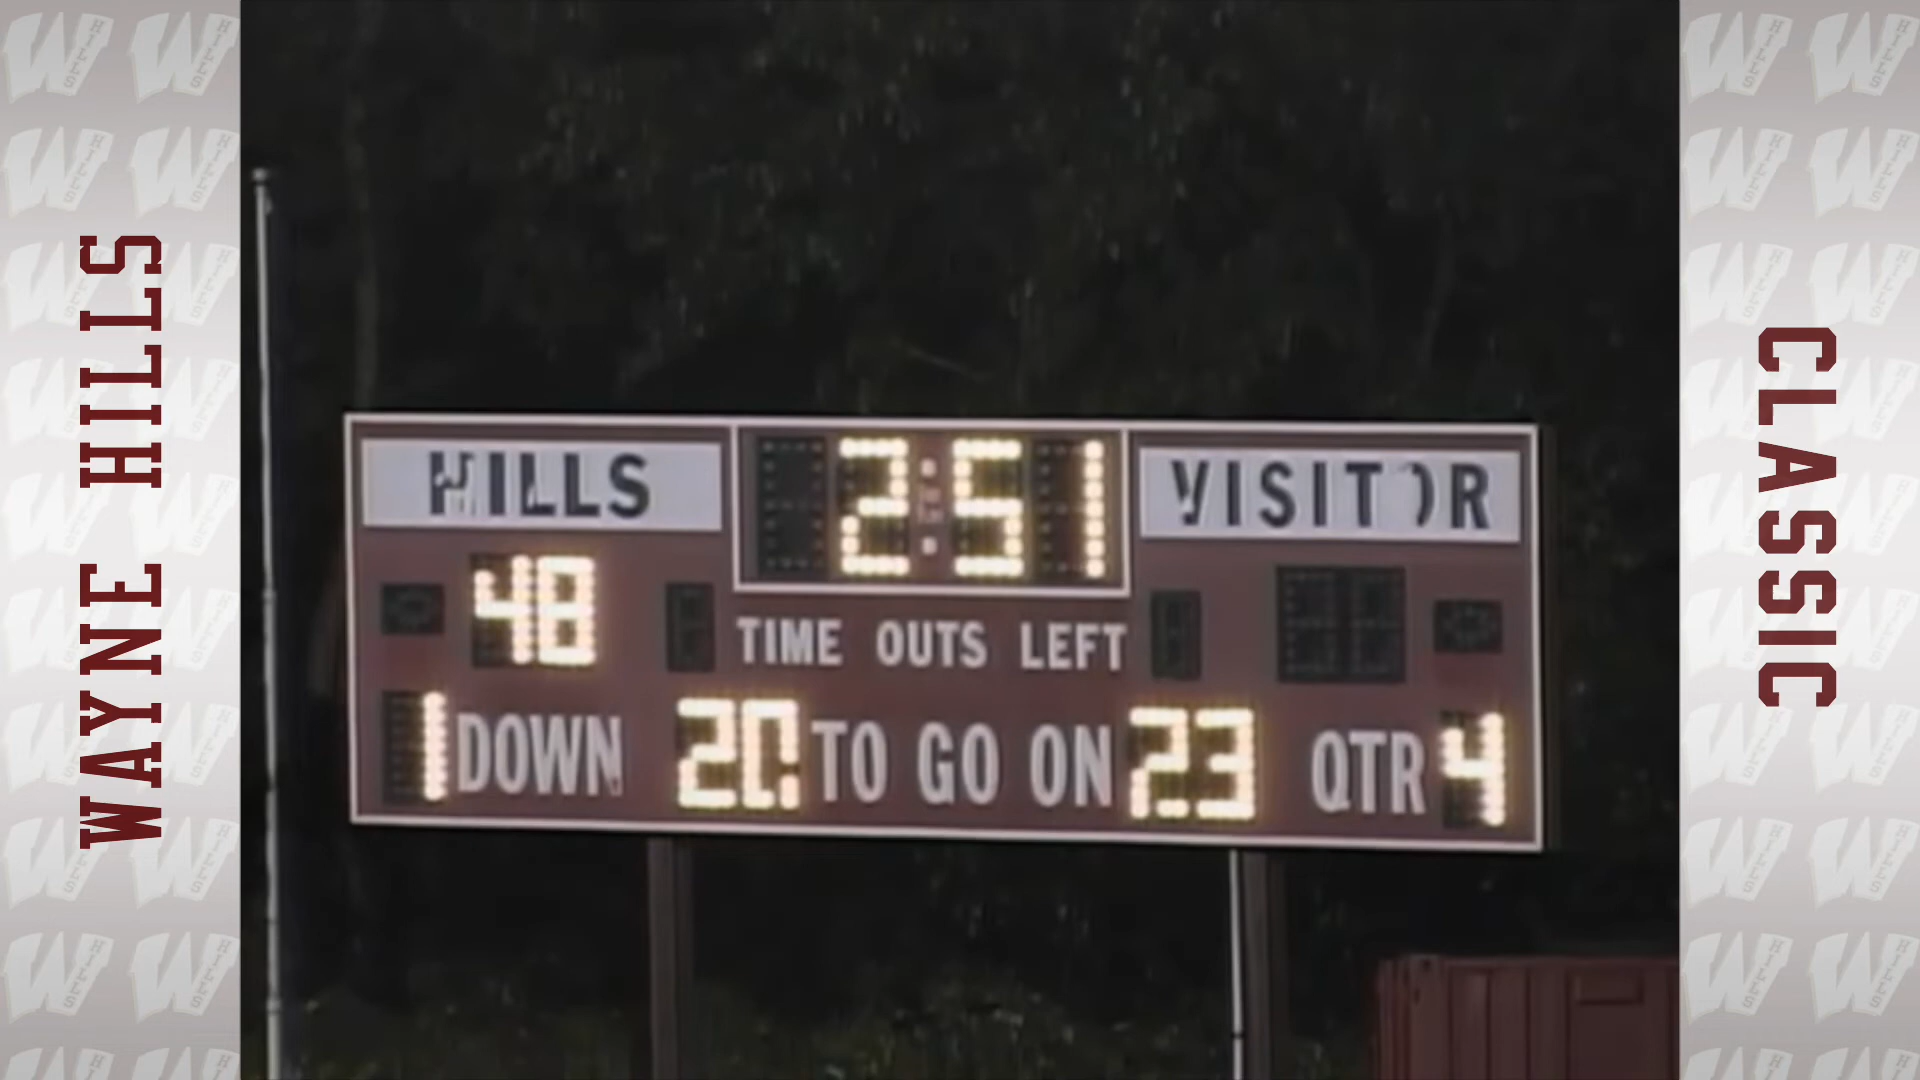 WAYNE HILLS
HILLS 2:51 VISITOR
48
TIME OUTS LEFT
1 DOWN 20 TO GO ON 23 QTR 4
CLASSIC